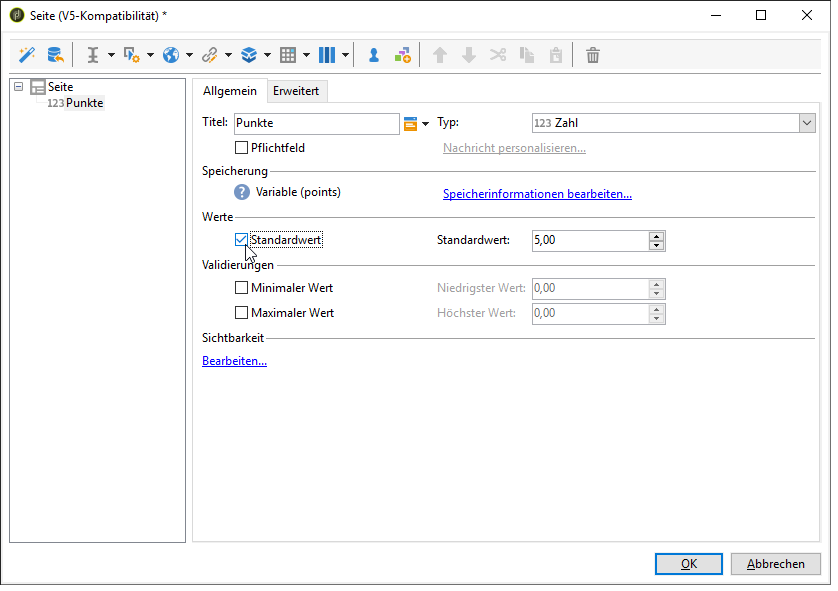 Seite (V5-Kompatibilität) *
Seite
123 Punkte
Allgemein Erweitert
Titel: Punkte Typ: 123 Zahl
Pflichtfeld Nachricht personalisieren...
Speicherung
? Variable (points) Speicherinformationen bearbeiten...
Werte
Standardwert Standardwert: 5,00
Validierungen
Minimaler Wert Niedrigster Wert: 0,00
Maximaler Wert Höchster Wert: 0,00
Sichtbarkeit
Bearbeiten...
OK Abbrechen